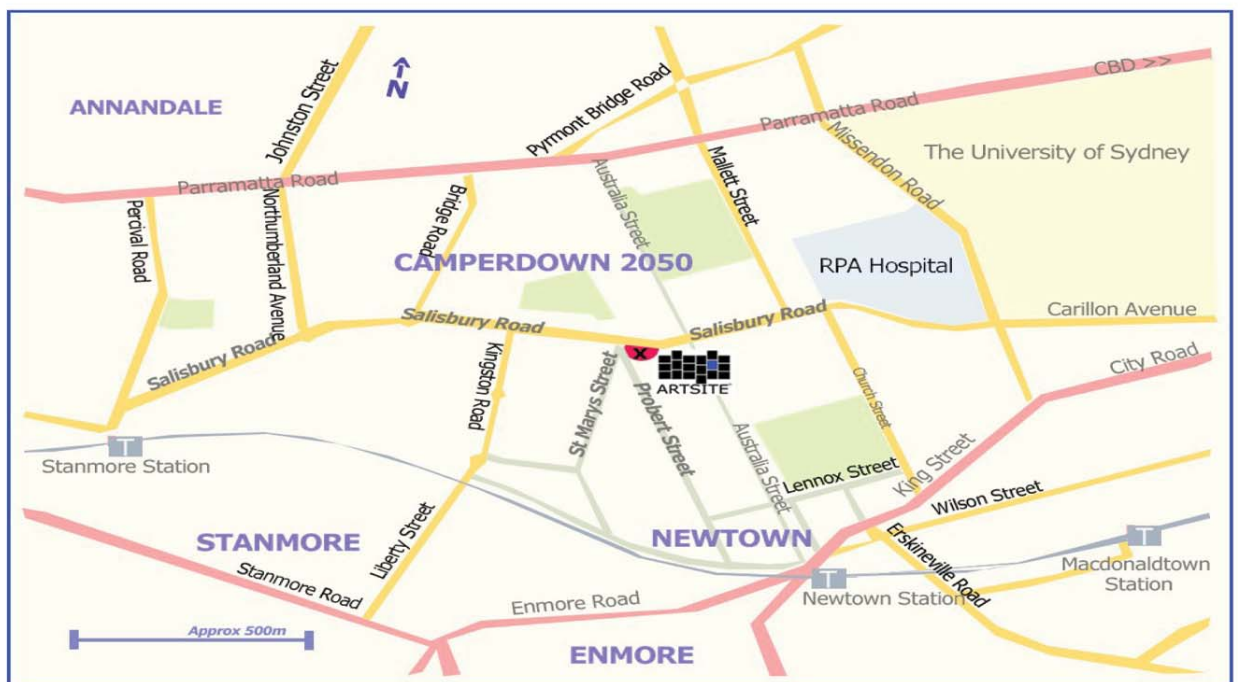 ANNANDALE
Johnston Street
N
Pyrmont Bridge Road
CBD >>
Parramatta Road
Parramatta Road
Missendon Road
The University of Sydney
Percival Road
Northumberland Avenue
Bridge Road
Australia Street
Mallett Street
CAMPERDOWN 2050
RPA Hospital
Carillon Avenue
Salisbury Road
Salisbury Road
Salisbury Road
City Road
Kingston Road
St Marys Street
X
ARTSITE
Probert Street
Church Street
Australia Street
T
Stanmore Station
Lennox Street
King Street
Wilson Street
STANMORE
Liberty Street
NEWTOWN
Erskineville Road
T
Macdonaldtown
Station
Stanmore Road
T
Newtown Station
Enmore Road
Approx 500m
ENMORE